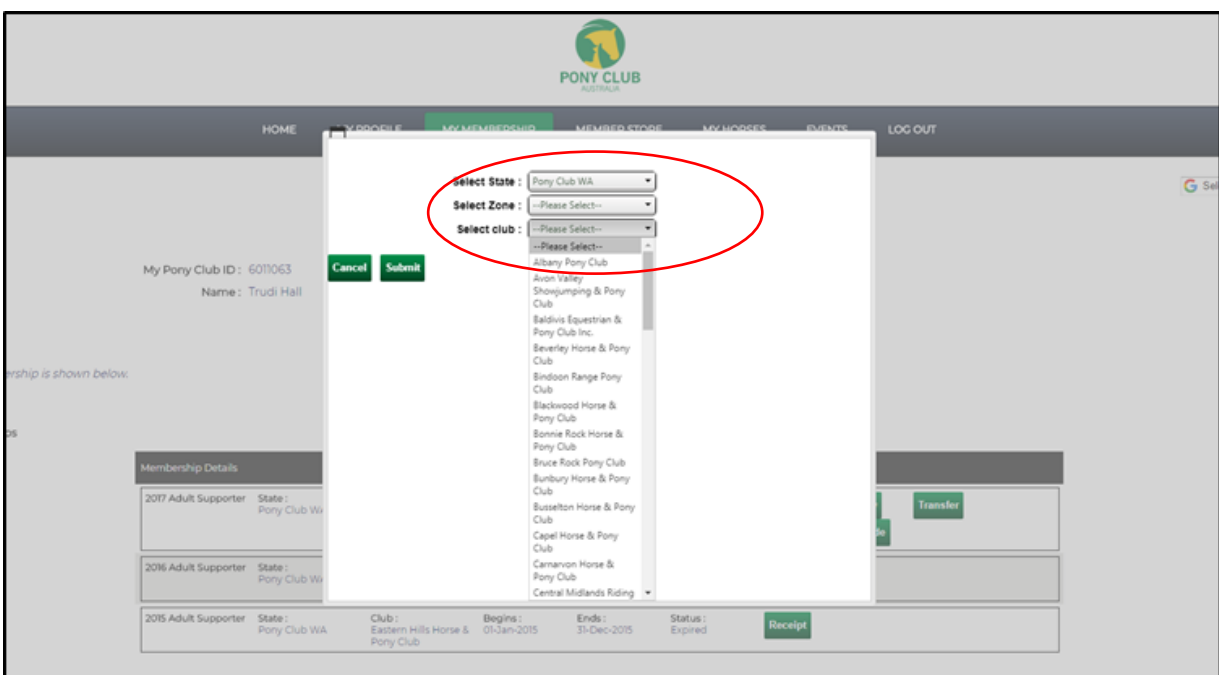 PONY CLUB
AUSTRALIA
HOME MY PROFILE MY MEMBERSHIP MEMBER STORE MY HORSES EVENTS LOG OUT
G Sel
Select State : Pony Club WA
Select Zone : --Please Select--
Select club : --Please Select--
--Please Select--
Albany Pony Club
Avon Valley
Showjumping & Pony
Club
Baldivis Equestrian &
Pony Club Inc.
Beverley Horse & Pony
Club
Bindoon Range Pony
Club
Blackwood Horse &
Pony Club
Bonnie Rock Horse &
Pony Club
Bruce Rock Pony Club
Bunbury Horse & Pony
Club
Busselton Horse & Pony
Club
Capel Horse & Pony
Club
Carnarvon Horse &
Pony Club
Central Midlands Riding
Cancel Submit
My Pony Club ID : 6011063
Name : Trudi Hall
ership is shown below.
os
Membership Details
2017 Adult Supporter State :
Pony Club WA
Transfer
2016 Adult Supporter State :
Pony Club WA
2015 Adult Supporter State : Club : Begins : Ends : Status : Receipt
Pony Club WA Eastern Hills Horse & 01-Jan-2015 31-Dec-2015 Expired
Pony Club